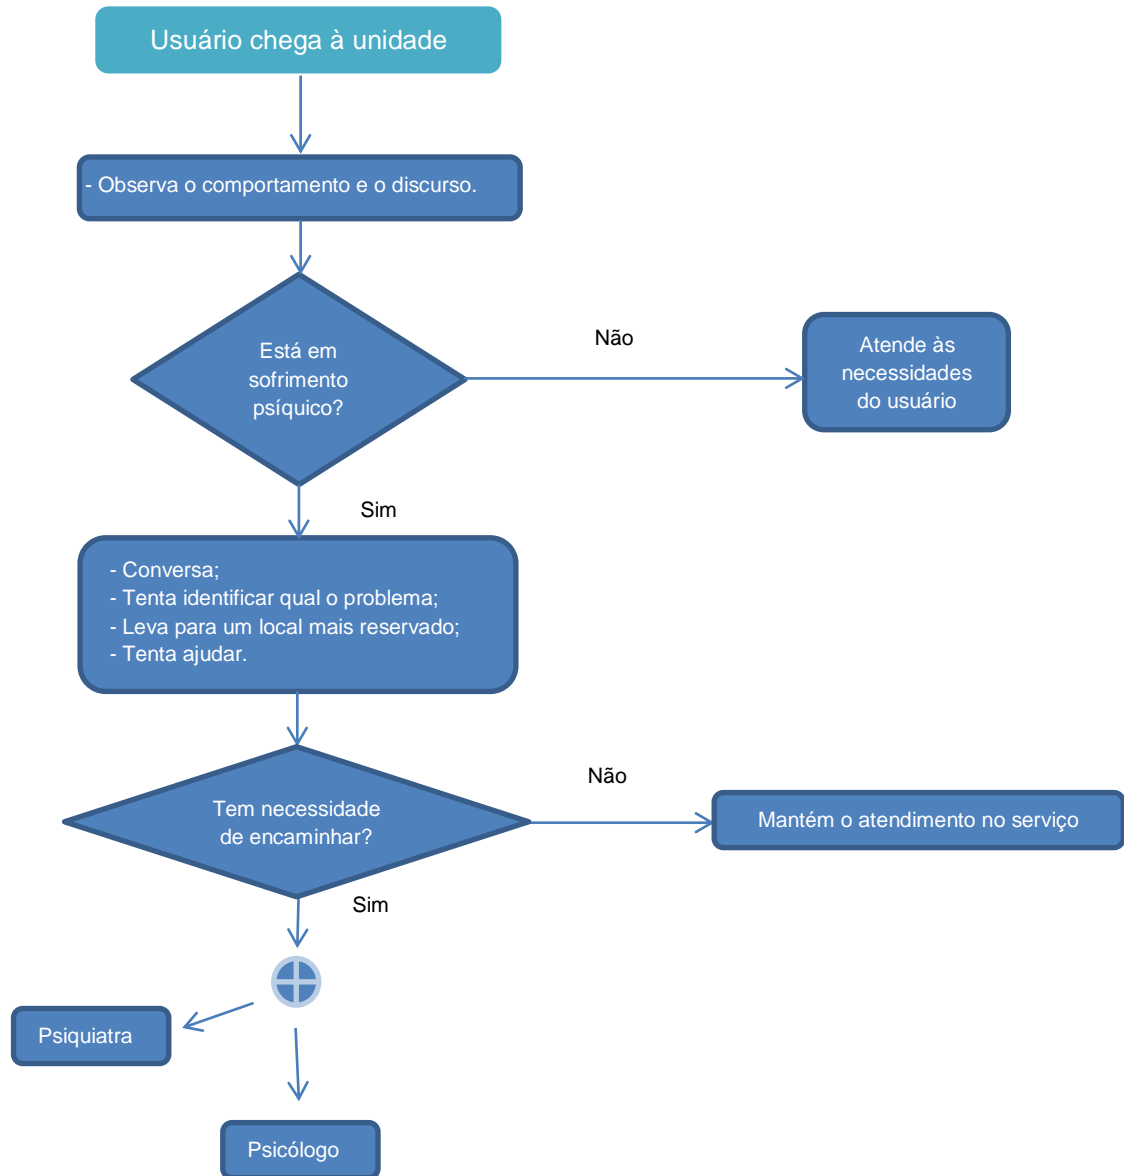 Usuário chega à unidade
- Observa o comportamento e o discurso.
Está em
sofrimento
psíquico?
Não
Atende às
necessidades
do usuário
Sim
- Conversa;
- Tenta identificar qual o problema;
- Leva para um local mais reservado;
- Tenta ajudar.
Tem necessidade
de encaminhar?
Não
Mantém o atendimento no serviço
Sim
Psiquiatra
Psicólogo